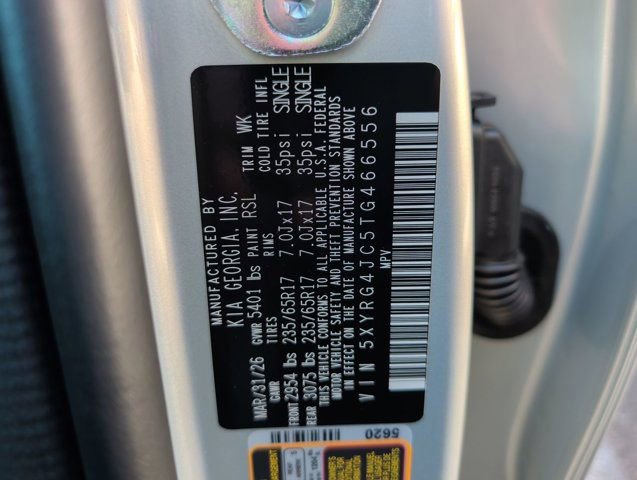 MANUFACTURED BY
KIA GEORGIA, INC.
MAR/31/26 GVWR 5401 lbs PAINT RSL TRIM WK
GAWR TIRES RIMS COLD TIRE INFL
FRONT 2954 lbs 235/65R17 7.0Jx17 35psi SINGLE
REAR 3075 lbs 235/65R17 7.0Jx17 35psi SINGLE
THIS VEHICLE CONFORMS TO ALL APPLICABLE U.S.A. FEDERAL
MOTOR VEHICLE SAFETY AND THEFT PREVENTION STANDARDS
IN EFFECT ON THE DATE OF MANUFACTURE SHOWN ABOVE
VIN 5XYRG4JC5TG466556
MPV
5620